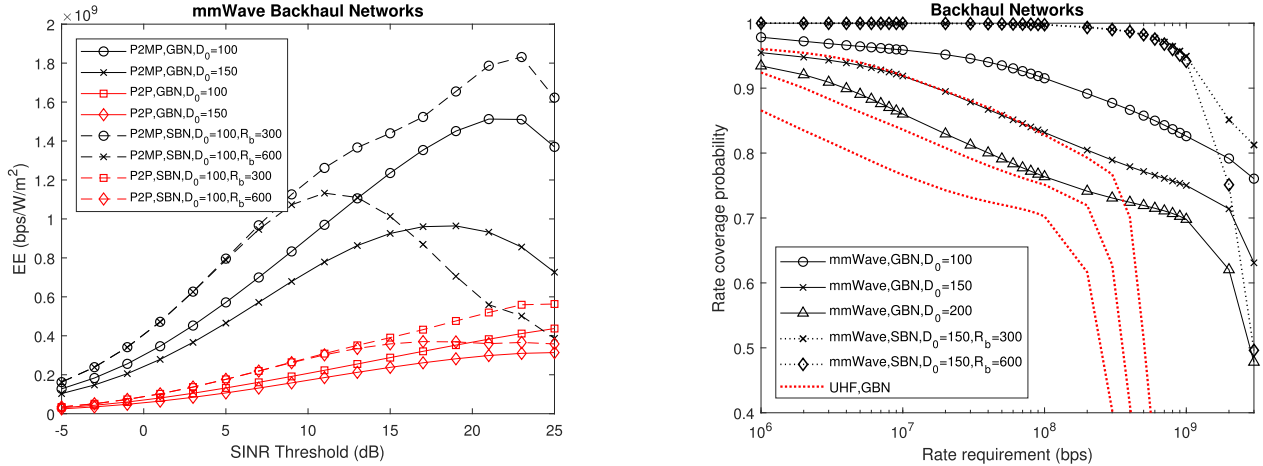 mmWave Backhaul Networks
×10^9
2
1.8
1.6
1.4
1.2
1
0.8
0.6
0.4
0.2
0
EE (bps/W/m^2)
P2MP,GBN,D_0=100
P2MP,GBN,D_0=150
P2P,GBN,D_0=100
P2P,GBN,D_0=150
P2MP,SBN,D_0=100,R_b=300
P2MP,SBN,D_0=100,R_b=600
P2P,SBN,D_0=100,R_b=300
P2P,SBN,D_0=100,R_b=600
-5 0 5 10 15 20 25
SINR Threshold (dB)
Backhaul Networks
1
0.9
0.8
0.7
0.6
0.5
0.4
Rate coverage probability
mmWave,GBN,D_0=100
mmWave,GBN,D_0=150
mmWave,GBN,D_0=200
mmWave,SBN,D_0=150,R_b=300
mmWave,SBN,D_0=150,R_b=600
UHF,GBN
10^6 10^7 10^8 10^9
Rate requirement (bps)